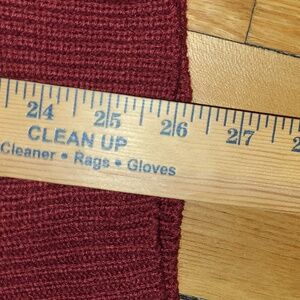 24 25 26 27
CLEAN UP
Cleaner • Rags • Gloves